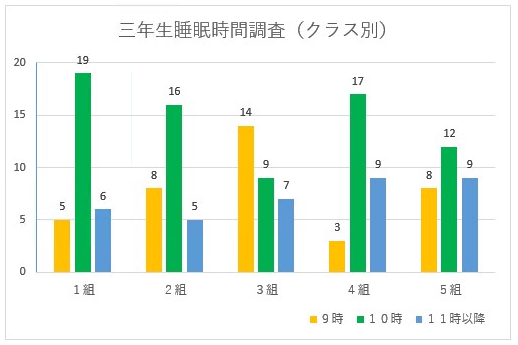 三年生睡眠時間調査（クラス別）
20
15
10
5
0
5 19 6
8 16 5
14 9 7
3 17 9
8 12 9
１組 ２組 ３組 ４組 ５組
９時 １０時 １１時以降